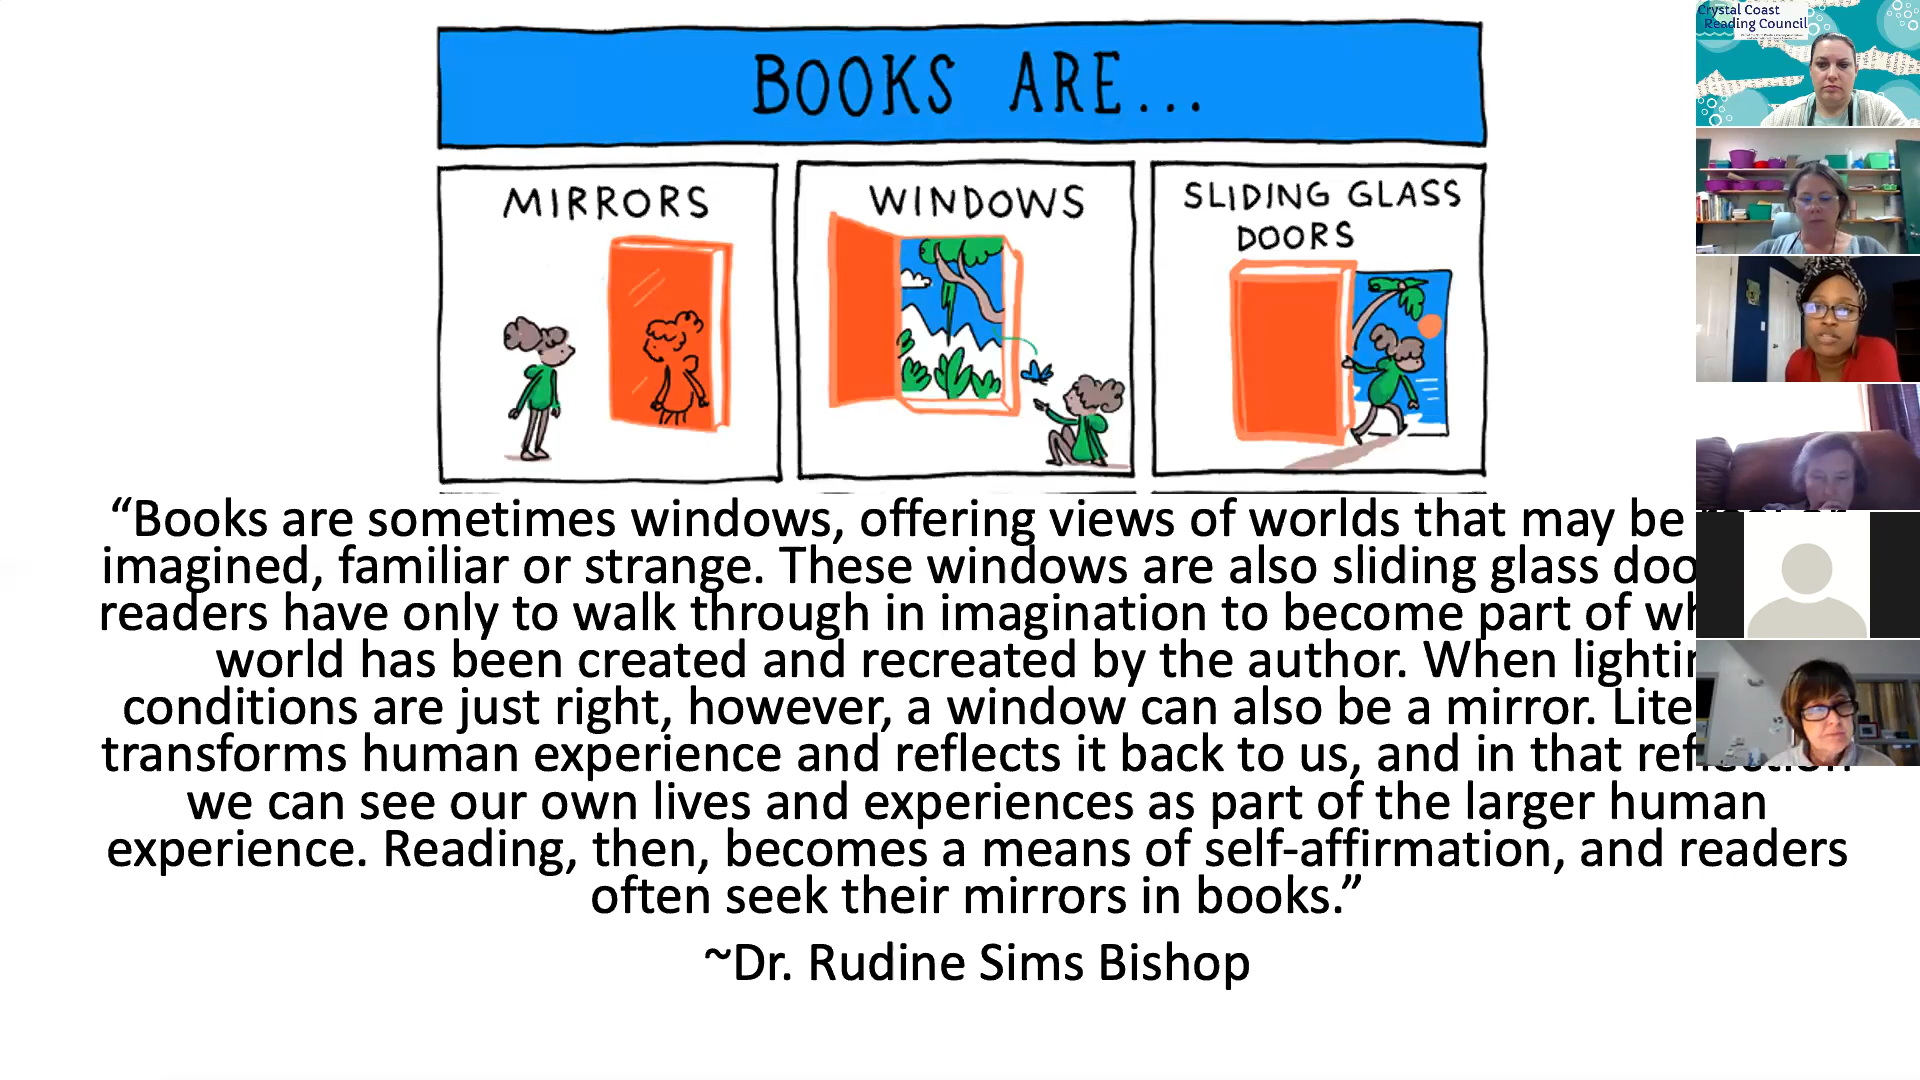 BOOKS ARE...
MIRRORS
WINDOWS
SLIDING GLASS
DOORS
“Books are sometimes windows, offering views of worlds that may be
imagined, familiar or strange. These windows are also sliding glass doo
readers have only to walk through in imagination to become part of wh
world has been created and recreated by the author. When lightin
conditions are just right, however, a window can also be a mirror. Lite
transforms human experience and reflects it back to us, and in that reflection
we can see our own lives and experiences as part of the larger human
experience. Reading, then, becomes a means of self-affirmation, and readers
often seek their mirrors in books.”
~Dr. Rudine Sims Bishop
Crystal Coast
Reading Council